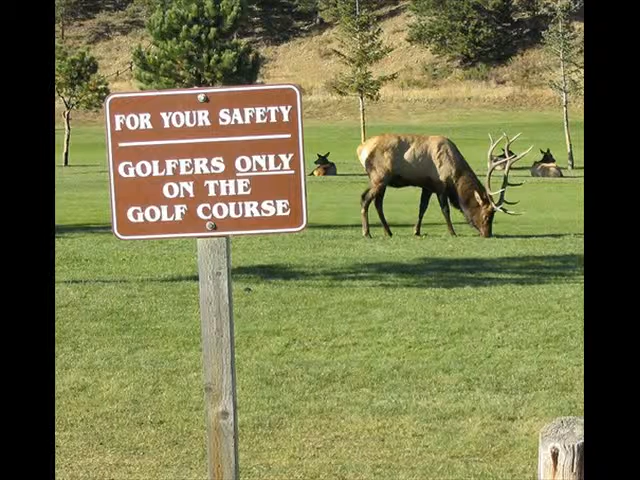 FOR YOUR SAFETY
GOLFERS ONLY
ON THE
GOLF COURSE